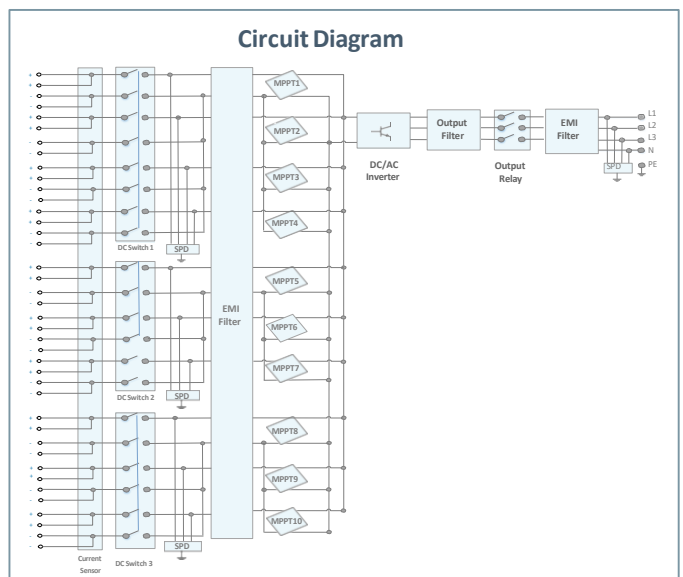 Circuit Diagram
MPPT1
MPPT2
MPPT3
MPPT4
DC Switch 1
SPD
MPPT5
MPPT6
MPPT7
EMI
Filter
DC Switch 2
SPD
MPPT8
MPPT9
MPPT10
SPD
Current
Sensor
DC Switch 3
DC/AC
Inverter
Output
Filter
Output
Relay
EMI
Filter
L1
L2
L3
N
SPD
PE